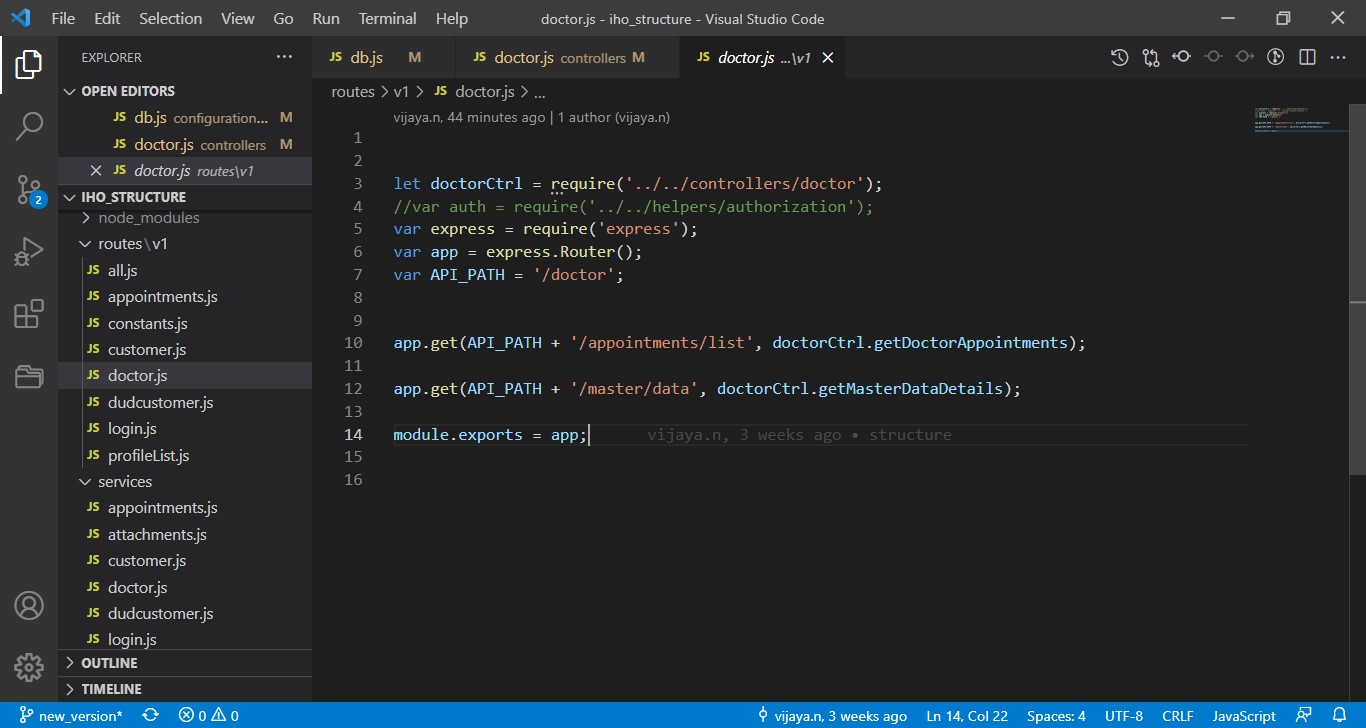 File Edit Selection View Go Run Terminal Help doctor.js - iho_structure - Visual Studio Code
EXPLORER ...
OPEN EDITORS
JS db.js configuration... M
JS doctor.js controllers M
JS doctor.js routes\v1
IHO_STRUCTURE
node_modules
routes\v1
JS all.js
JS appointments.js
JS constants.js
JS customer.js
JS doctor.js
JS dudcustomer.js
JS login.js
JS profileList.js
services
JS appointments.js
JS attachments.js
JS customer.js
JS doctor.js
JS dudcustomer.js
JS login.js
OUTLINE
TIMELINE
2
JS db.js M JS doctor.js controllers M JS doctor.js ...\v1
routes > v1 > JS doctor.js > ...
vijaya.n, 44 minutes ago | 1 author (vijaya.n)
1
2
3 let doctorCtrl = require('../../controllers/doctor');
4 //var auth = require('../../helpers/authorization');
5 var express = require('express');
6 var app = express.Router();
7 var API_PATH = '/doctor';
8
9
10 app.get(API_PATH + '/appointments/list', doctorCtrl.getDoctorAppointments);
11
12 app.get(API_PATH + '/master/data', doctorCtrl.getMasterDataDetails);
13
14 module.exports = app; vijaya.n, 3 weeks ago • structure
15
16
new_version* 0 0 vijaya.n, 3 weeks ago Ln 14, Col 22 Spaces: 4 UTF-8 CRLF JavaScript